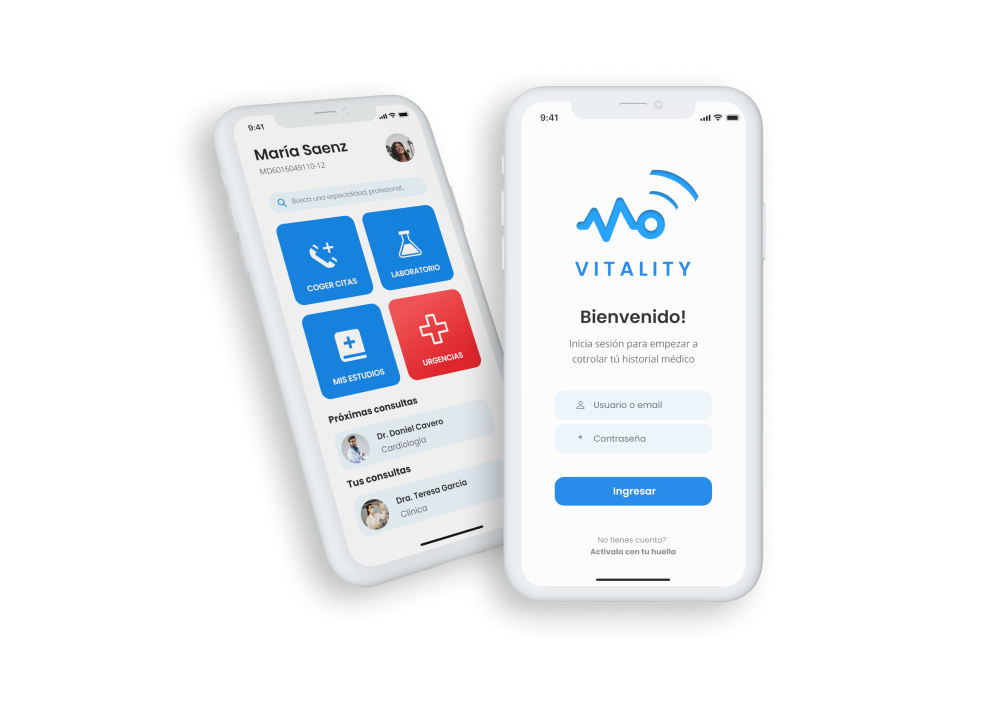 9:41
María Saenz
MD6016049110-12
Busca una especialidad, profesional...
COGER CITAS
LABORATORIO
MIS ESTUDIOS
URGENCIAS
Próximas consultas
Dr. Daniel Cavero
Cardiologia
Tus consultas
Dra. Teresa Garcia
Clinica
9:41
VITALITY
Bienvenido!
Inicia sesión para empezar a
cotrolar tú historial médico
Usuario o email
* Contraseña
Ingresar
No tienes cuenta?
Activala con tu huella